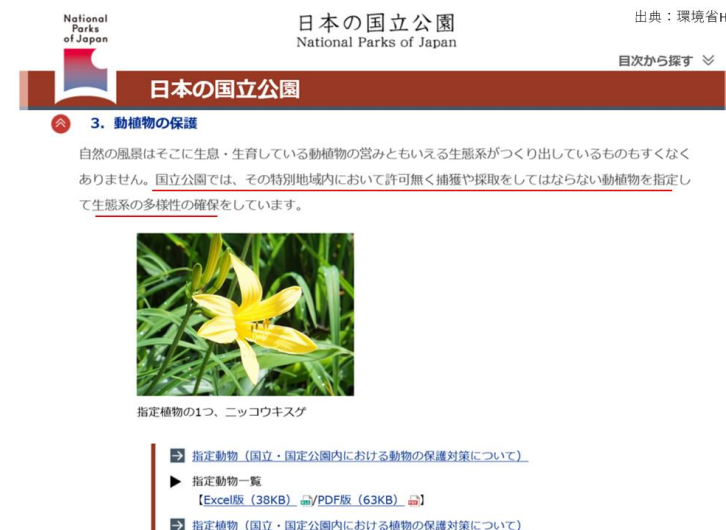 National
Parks
of Japan
日本の国立公園
National Parks of Japan
出典：環境省H
目次から探す
日本の国立公園
3．動植物の保護
自然の風景はそこに生息・生育している動植物の営みともいえる生態系がつくり出しているものもすくなく
ありません。国立公園では、その特別地域内において許可無く捕獲や採取をしてはならない動植物を指定し
て生態系の多様性の確保をしています。
指定植物の1つ、ニッコウキスゲ
指定動物（国立・国定公園内における動物の保護対策について）
指定動物一覧
【Excel版（38KB）/PDF版（63KB）】
指定植物（国立・国定公園内における植物の保護対策について）